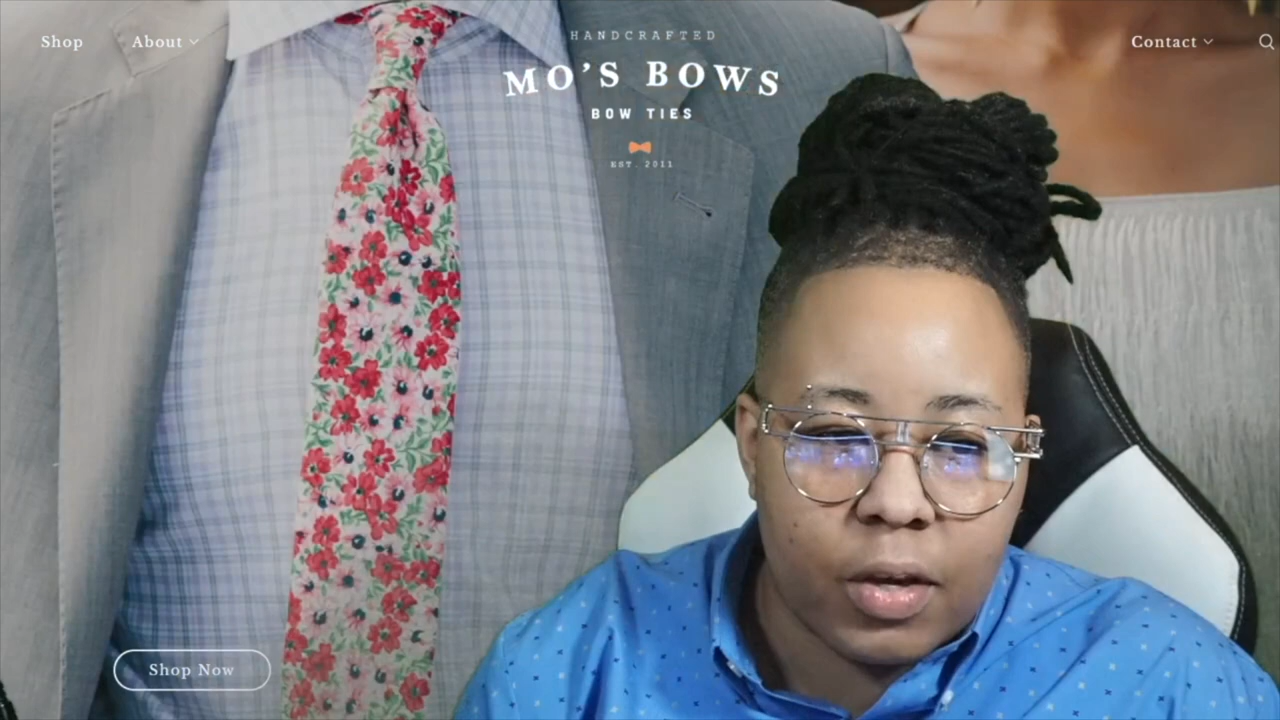 Shop
About
Contact
HANDCRAFTED
MO'S BOWS
BOW TIES
EST. 2011
Shop Now